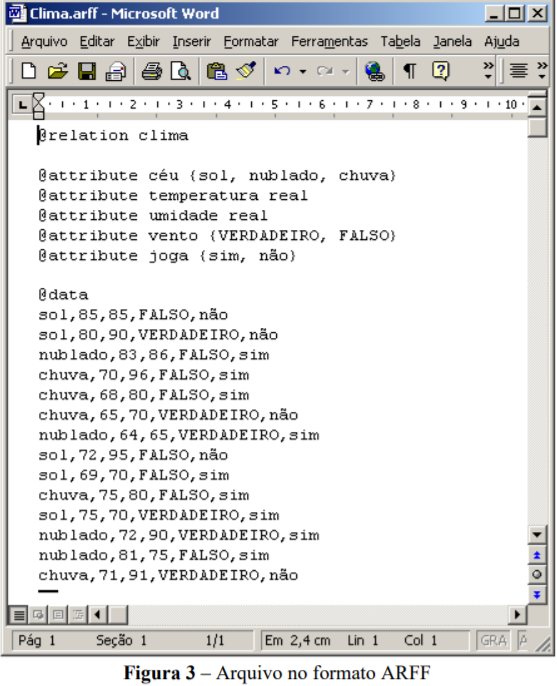 Clima.arff - Microsoft Word
Arquivo Editar Exibir Inserir Formatar Ferramentas Tabela Janela Ajuda
1 2 3 4 5 6 7 8 9 10
@relation clima
@attribute céu {sol, nublado, chuva}
@attribute temperatura real
@attribute umidade real
@attribute vento {VERDADEIRO, FALSO}
@attribute joga {sim, não}
@data
sol,85,85,FALSO,não
sol,80,90,VERDADEIRO,não
nublado,83,86,FALSO,sim
chuva,70,96,FALSO,sim
chuva,68,80,FALSO,sim
chuva,65,70,VERDADEIRO,não
nublado,64,65,VERDADEIRO,sim
sol,72,95,FALSO,não
sol,69,70,FALSO,sim
chuva,75,80,FALSO,sim
sol,75,70,VERDADEIRO,sim
nublado,72,90,VERDADEIRO,sim
nublado,81,75,FALSO,sim
chuva,71,91,VERDADEIRO,não
Pág 1 Seção 1 1/1 Em 2,4 cm Lin 1 Col 1 GRA
Figura 3 – Arquivo no formato ARFF